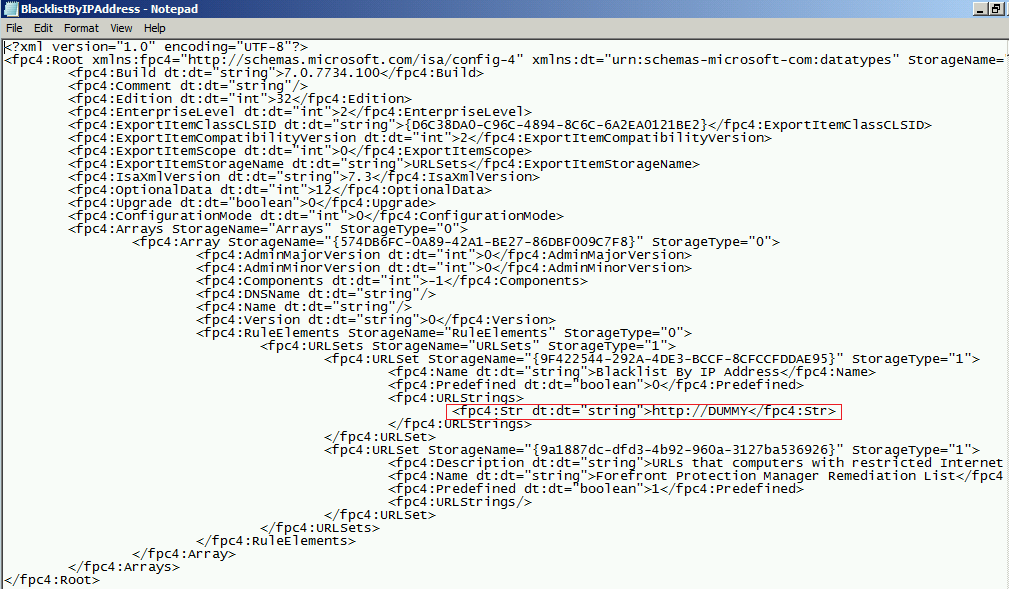 BlacklistByIPAddress - Notepad
File Edit Format View Help
<?xml version="1.0" encoding="UTF-8"?>
<fpc4:Root xmlns:fpc4="http://schemas.microsoft.com/isa/config-4" xmlns:dt="urn:schemas-microsoft-com:datatypes" StorageName=
<fpc4:Build dt:dt="string">7.0.7734.100</fpc4:Build>
<fpc4:Comment dt:dt="string"/>
<fpc4:Edition dt:dt="int">32</fpc4:Edition>
<fpc4:EnterpriseLevel dt:dt="int">2</fpc4:EnterpriseLevel>
<fpc4:ExportItemClassCLSID dt:dt="string">{D6C38DA0-C96C-4894-8C6C-6A2EA0121BE2}</fpc4:ExportItemClassCLSID>
<fpc4:ExportItemCompatibilityVersion dt:dt="int">2</fpc4:ExportItemCompatibilityVersion>
<fpc4:ExportItemScope dt:dt="int">0</fpc4:ExportItemScope>
<fpc4:ExportItemStorageName dt:dt="string">URLSets</fpc4:ExportItemStorageName>
<fpc4:IsaXmlVersion dt:dt="string">7.3</fpc4:IsaXmlVersion>
<fpc4:OptionalData dt:dt="int">12</fpc4:OptionalData>
<fpc4:Upgrade dt:dt="boolean">0</fpc4:Upgrade>
<fpc4:ConfigurationMode dt:dt="int">0</fpc4:ConfigurationMode>
<fpc4:Arrays StorageName="Arrays" StorageType="0">
<fpc4:Array StorageName="{574DB6FC-0A89-42A1-BE27-86DBF009C7F8}" StorageType="0">
<fpc4:AdminMajorVersion dt:dt="int">0</fpc4:AdminMajorVersion>
<fpc4:AdminMinorVersion dt:dt="int">0</fpc4:AdminMinorVersion>
<fpc4:Components dt:dt="int">-1</fpc4:Components>
<fpc4:DNSName dt:dt="string"/>
<fpc4:Name dt:dt="string"/>
<fpc4:Version dt:dt="string">0</fpc4:Version>
<fpc4:RuleElements StorageName="RuleElements" StorageType="0">
<fpc4:URLSets StorageName="URLSets" StorageType="1">
<fpc4:URLSet StorageName="{9F422544-292A-4DE3-BCCF-8CFCCFDDAE95}" StorageType="1">
<fpc4:Name dt:dt="string">Blacklist By IP Address</fpc4:Name>
<fpc4:Predefined dt:dt="boolean">0</fpc4:Predefined>
<fpc4:URLStrings>
<fpc4:Str dt:dt="string">http://DUMMY</fpc4:Str>
</fpc4:URLStrings>
</fpc4:URLSet>
<fpc4:URLSet StorageName="{9a1887dc-dfd3-4b92-960a-3127ba536926}" StorageType="1">
<fpc4:Description dt:dt="string">URLs that computers with restricted Internet
<fpc4:Name dt:dt="string">Forefront Protection Manager Remediation List</fpc4
<fpc4:Predefined dt:dt="boolean">1</fpc4:Predefined>
<fpc4:URLStrings/>
</fpc4:URLSet>
</fpc4:URLSets>
</fpc4:RuleElements>
</fpc4:Array>
</fpc4:Arrays>
</fpc4:Root>